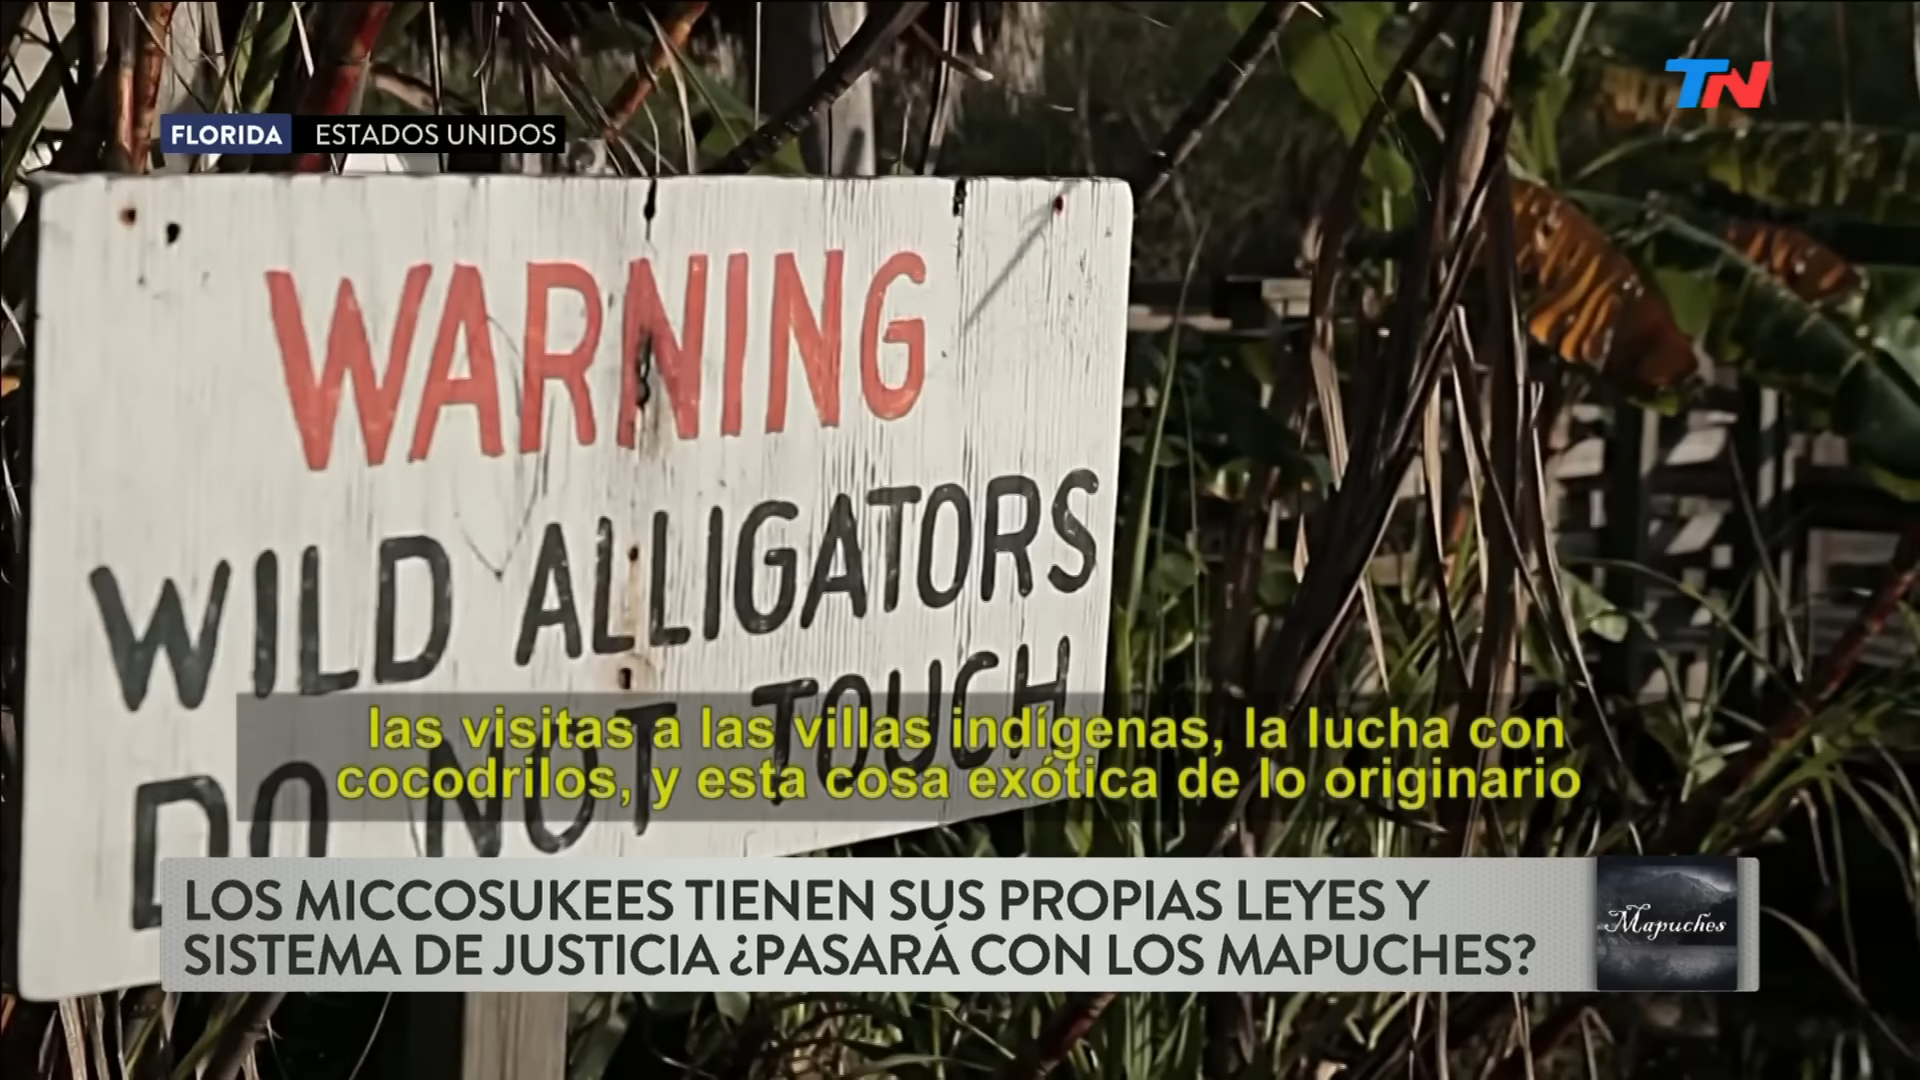 TN
FLORIDA ESTADOS UNIDOS
WARNING
WILD ALLIGATORS
DO NOT TOUCH
las visitas a las villas indígenas, la lucha con
cocodrilos, y esta cosa exótica de lo originario
LOS MICCOSUKEES TIENEN SUS PROPIAS LEYES Y
SISTEMA DE JUSTICIA ¿PASARÁ CON LOS MAPUCHES?
Mapuches